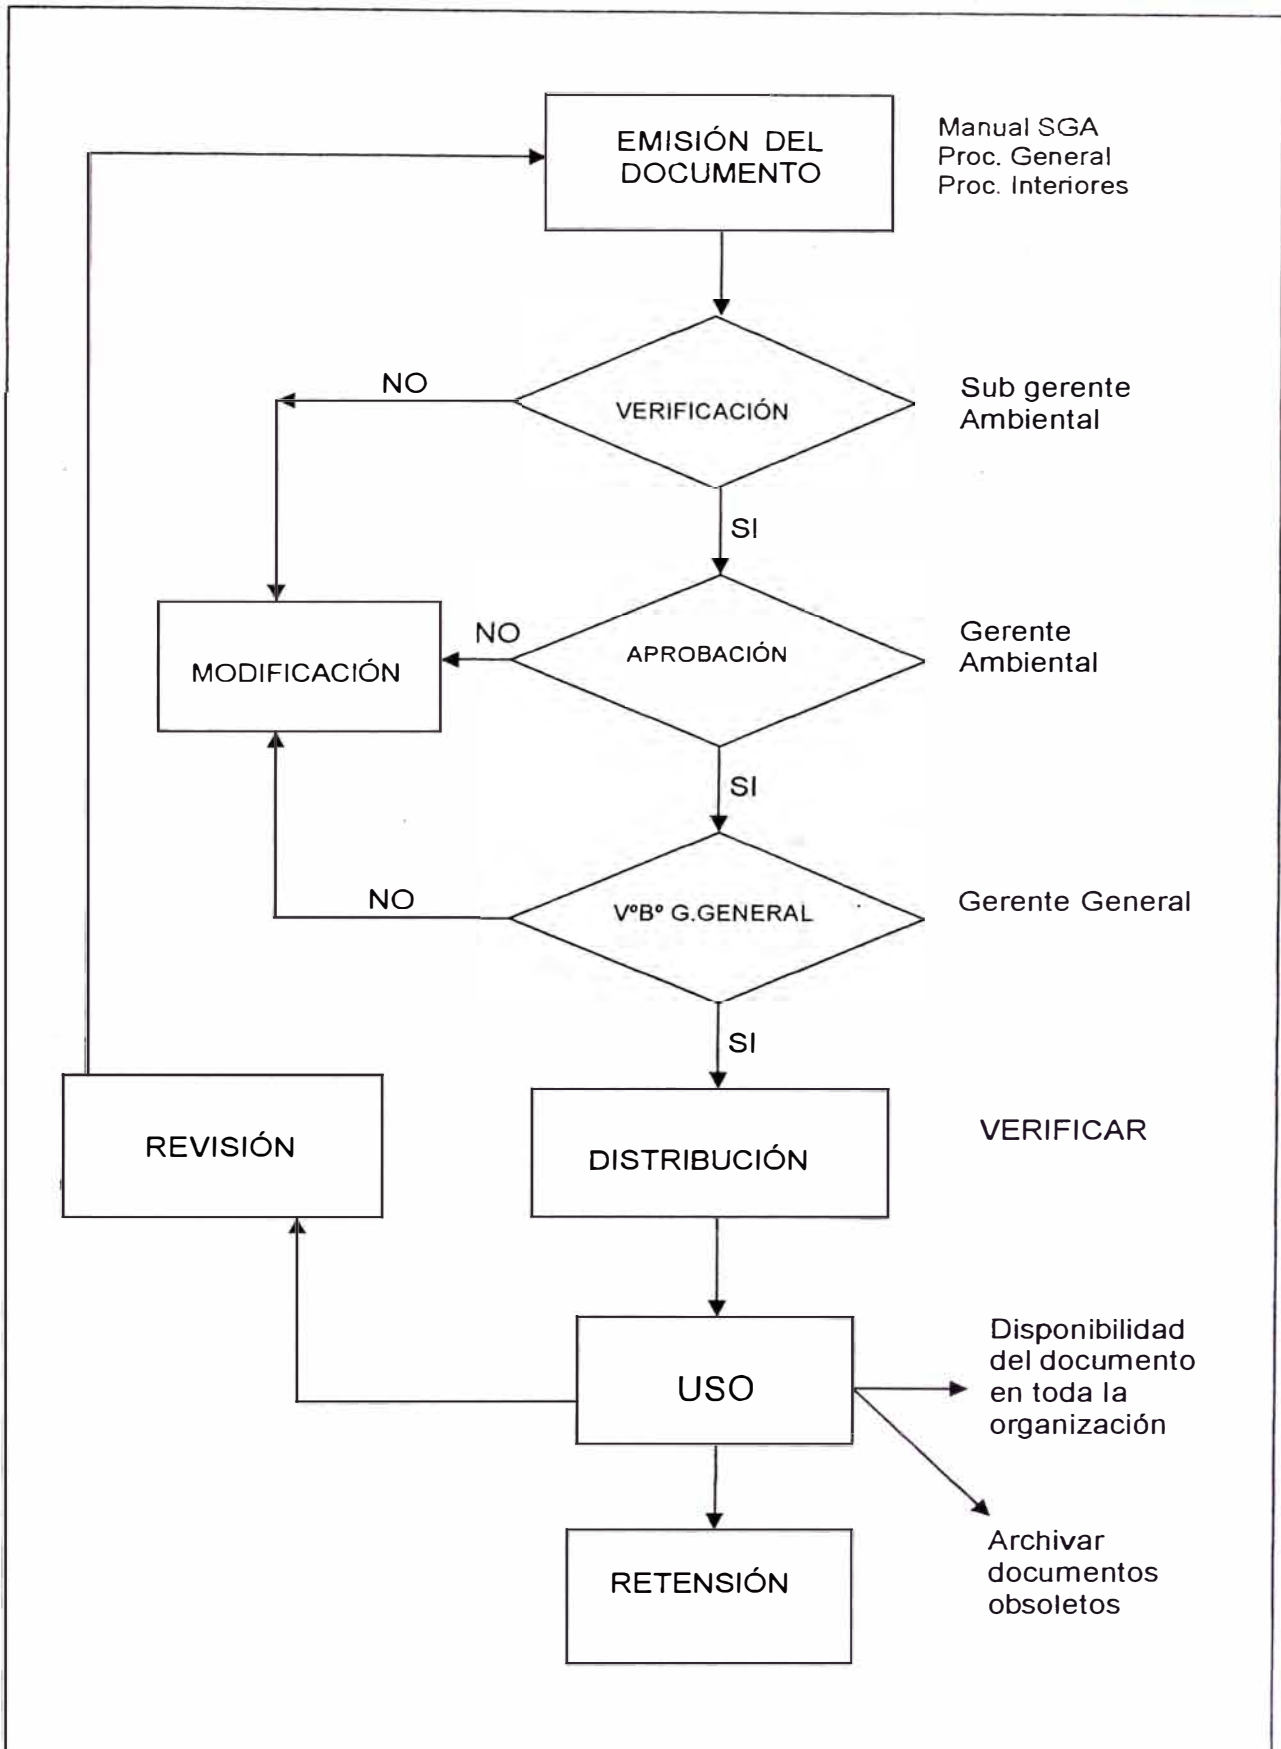 EMISIÓN DEL
DOCUMENTO
Manual SGA
Proc. General
Proc. Interiores
NO
VERIFICACIÓN
Sub gerente
Ambiental
SI
NO
APROBACIÓN
Gerente
Ambiental
MODIFICACIÓN
SI
NO
VºBº G.GENERAL
Gerente General
SI
REVISIÓN
DISTRIBUCIÓN
VERIFICAR
USO
Disponibilidad
del documento
en toda la
organización
RETENSIÓN
Archivar
documentos
obsoletos